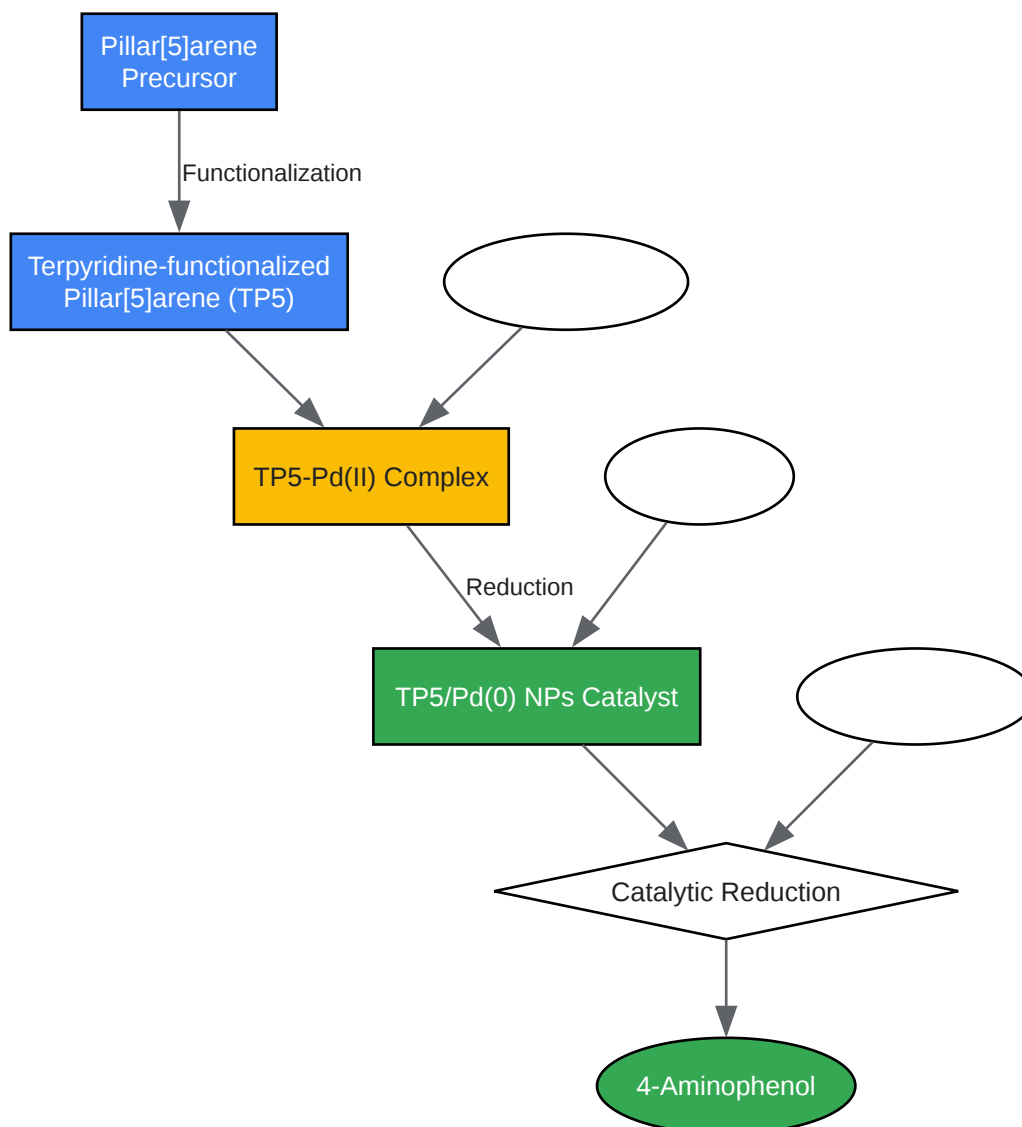 Pillar[5]arene
Precursor
Functionalization
Terpyridine-functionalized
Pillar[5]arene (TP5)
TP5-Pd(II) Complex
Reduction
TP5/Pd(0) NPs Catalyst
Catalytic Reduction
4-Aminophenol